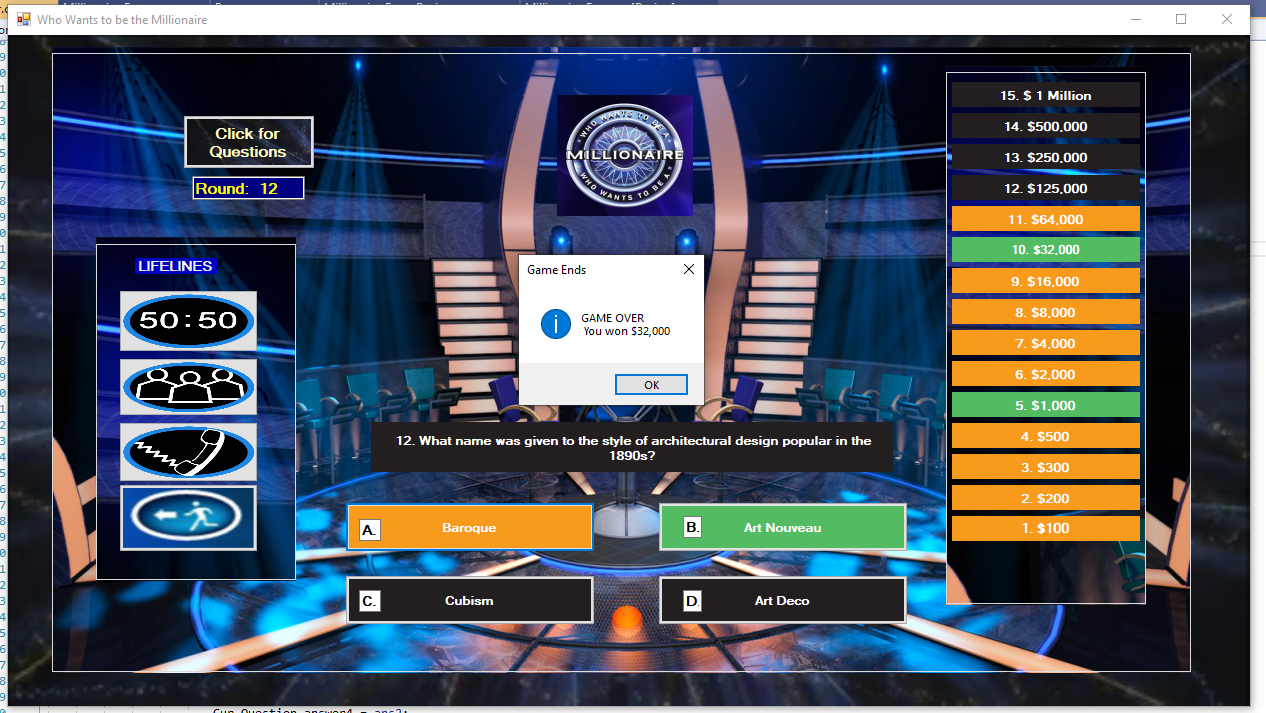 Who Wants to be the Millionaire
Click for
Questions
Round: 12
LIFELINES
50:50
WHO WANTS TO BE A
MILLIONAIRE
WHO WANTS TO BE A
Game Ends
GAME OVER
You won $32,000
OK
12. What name was given to the style of architectural design popular in the
1890s?
A. Baroque
B. Art Nouveau
C. Cubism
D. Art Deco
15. $ 1 Million
14. $500,000
13. $250,000
12. $125,000
11. $64,000
10. $32,000
9. $16,000
8. $8,000
7. $4,000
6. $2,000
5. $1,000
4. $500
3. $300
2. $200
1. $100